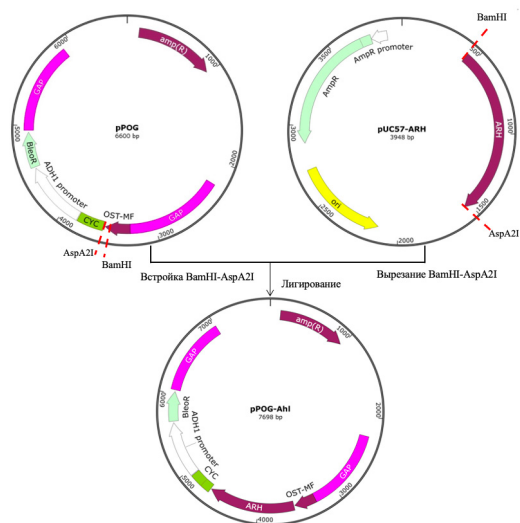 pPOG
6600 bp
amp(R)
1000
2000
3000
4000
5000
6000
GAP
GAP
BleoR
ADH1 promoter
CYC
OST-MF
AspA2I
BamHI
BamHI
pUC57-ARH
3948 bp
AmpR promoter
AmpR
ori
ARH
500
1000
1500
2000
2500
3000
3500
AspA2I
Встройка BamHI-AspA2I
Лигирование
Вырезание BamHI-AspA2I
pPOG-AhI
7698 bp
amp(R)
1000
2000
3000
4000
5000
6000
7000
GAP
GAP
BleoR
ADH1 promoter
CYC
ARH
OST-MF